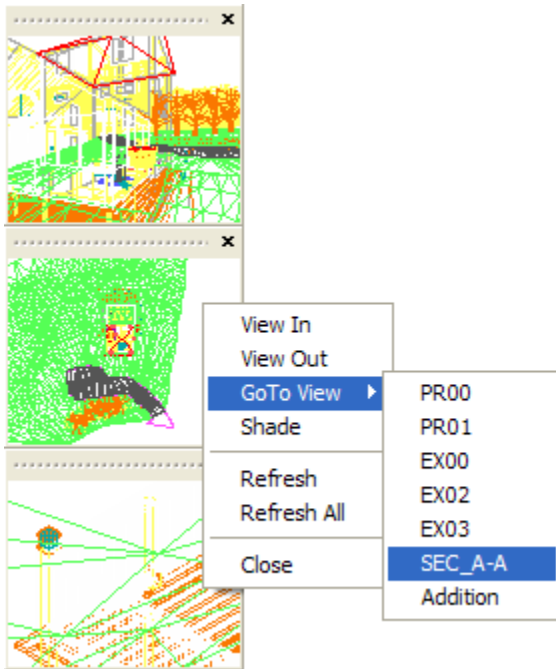 View In
View Out
GoTo View
Shade
Refresh
Refresh All
Close
PR00
PR01
EX00
EX02
EX03
SEC_A-A
Addition